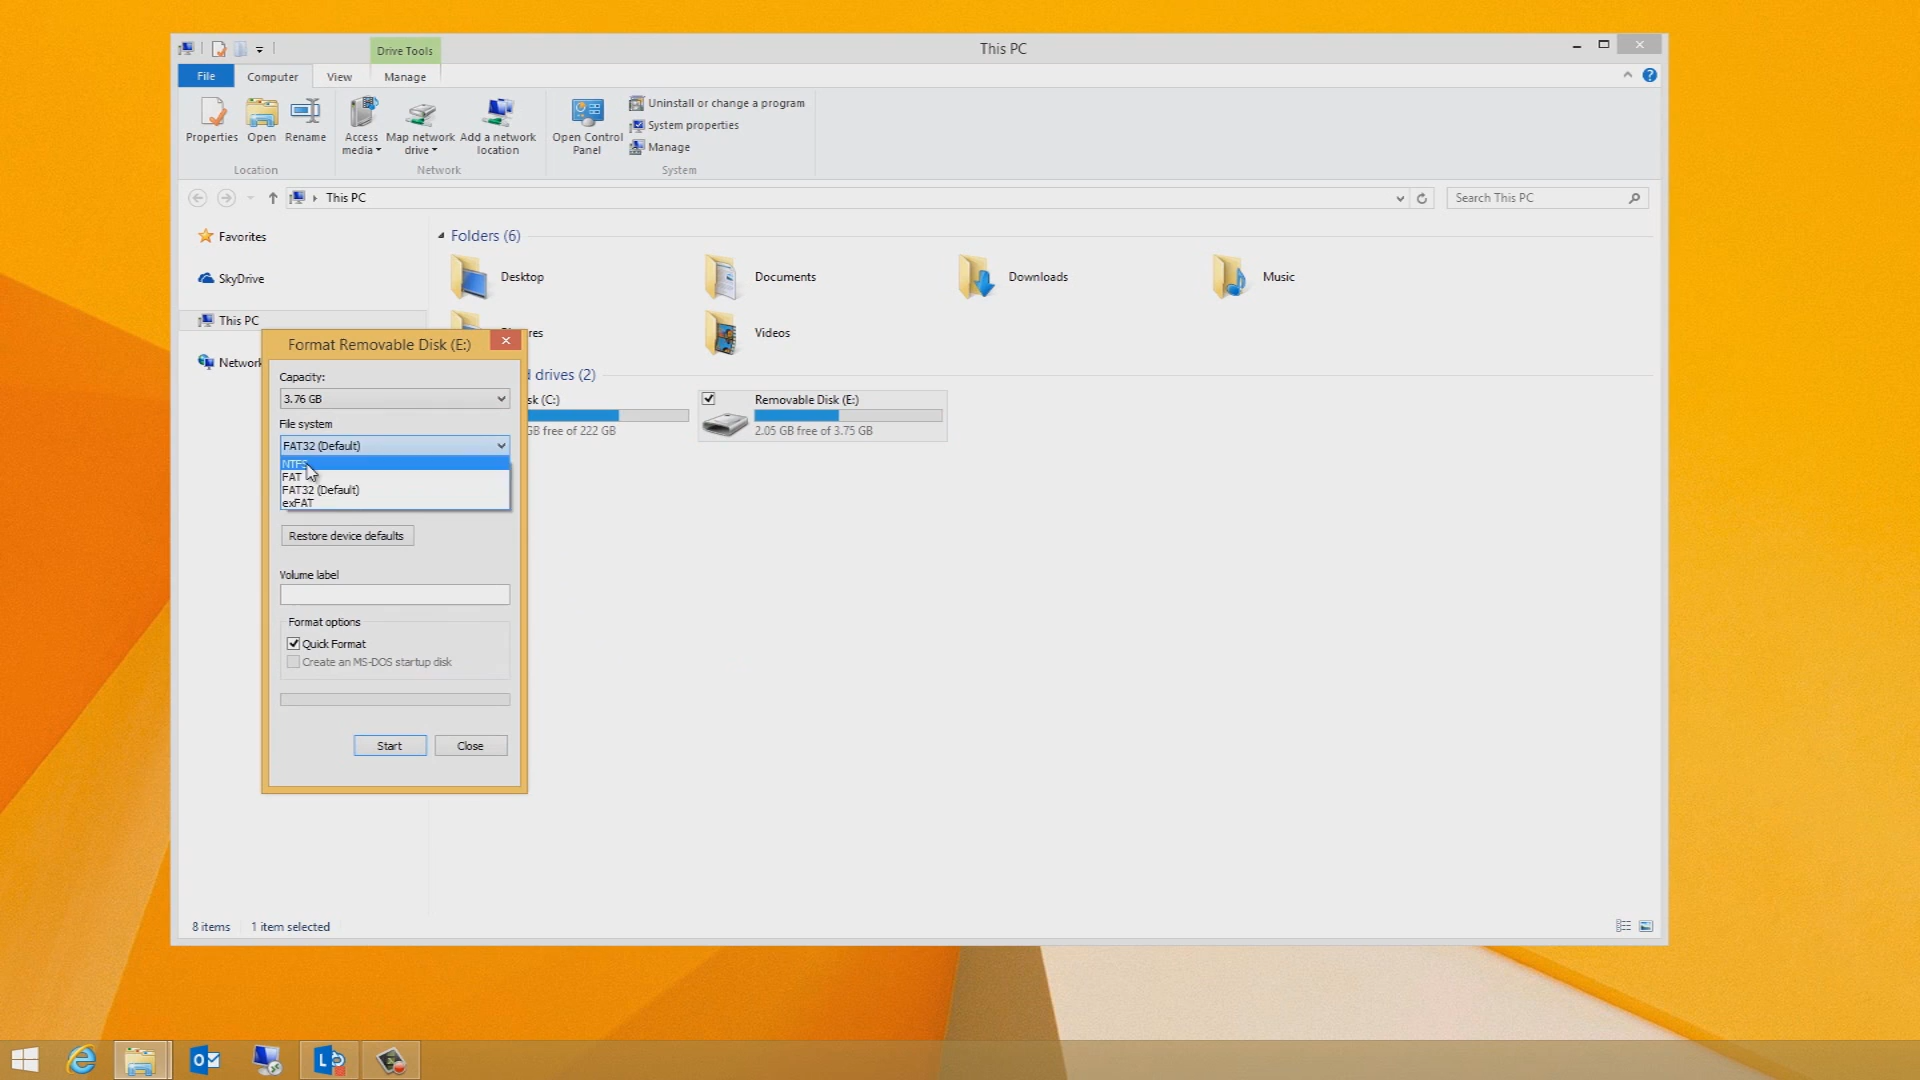 Drive Tools
This PC
File
Computer
View
Manage
Properties
Open
Rename
Access media
Map network drive
Add a network location
Open Control Panel
Uninstall or change a program
System properties
Manage
Location
Network
System
This PC
Search This PC
Favorites
SkyDrive
This PC
Network
Folders (6)
Desktop
Documents
Downloads
Music
Videos
drives (2)
(C:)
free of 222 GB
Removable Disk (E:)
2.05 GB free of 3.75 GB
Format Removable Disk (E:)
Capacity:
3.76 GB
File system
FAT32 (Default)
NTFS
FAT
FAT32 (Default)
exFAT
Restore device defaults
Volume label
Format options
Quick Format
Create an MS-DOS startup disk
Start
Close
8 items
1 item selected